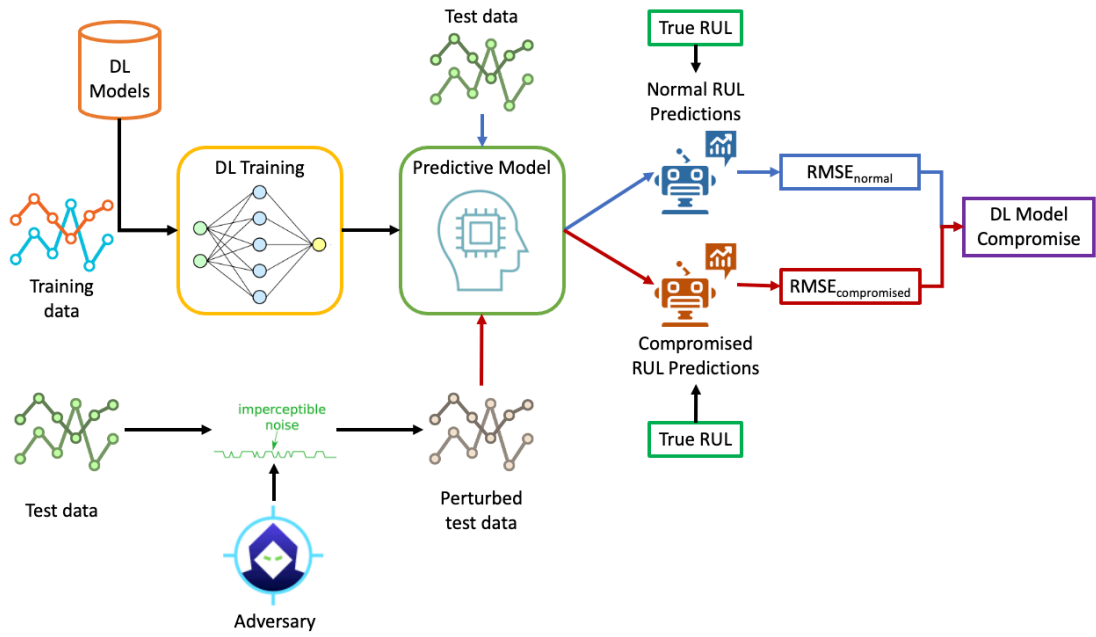 DL
Models
Training
data
DL Training
Test data
Predictive Model
True RUL
Normal RUL
Predictions
RMSEnormal
DL Model
Compromise
RMSEcompromised
Compromised
RUL Predictions
True RUL
Test data
imperceptible
noise
Adversary
Perturbed
test data